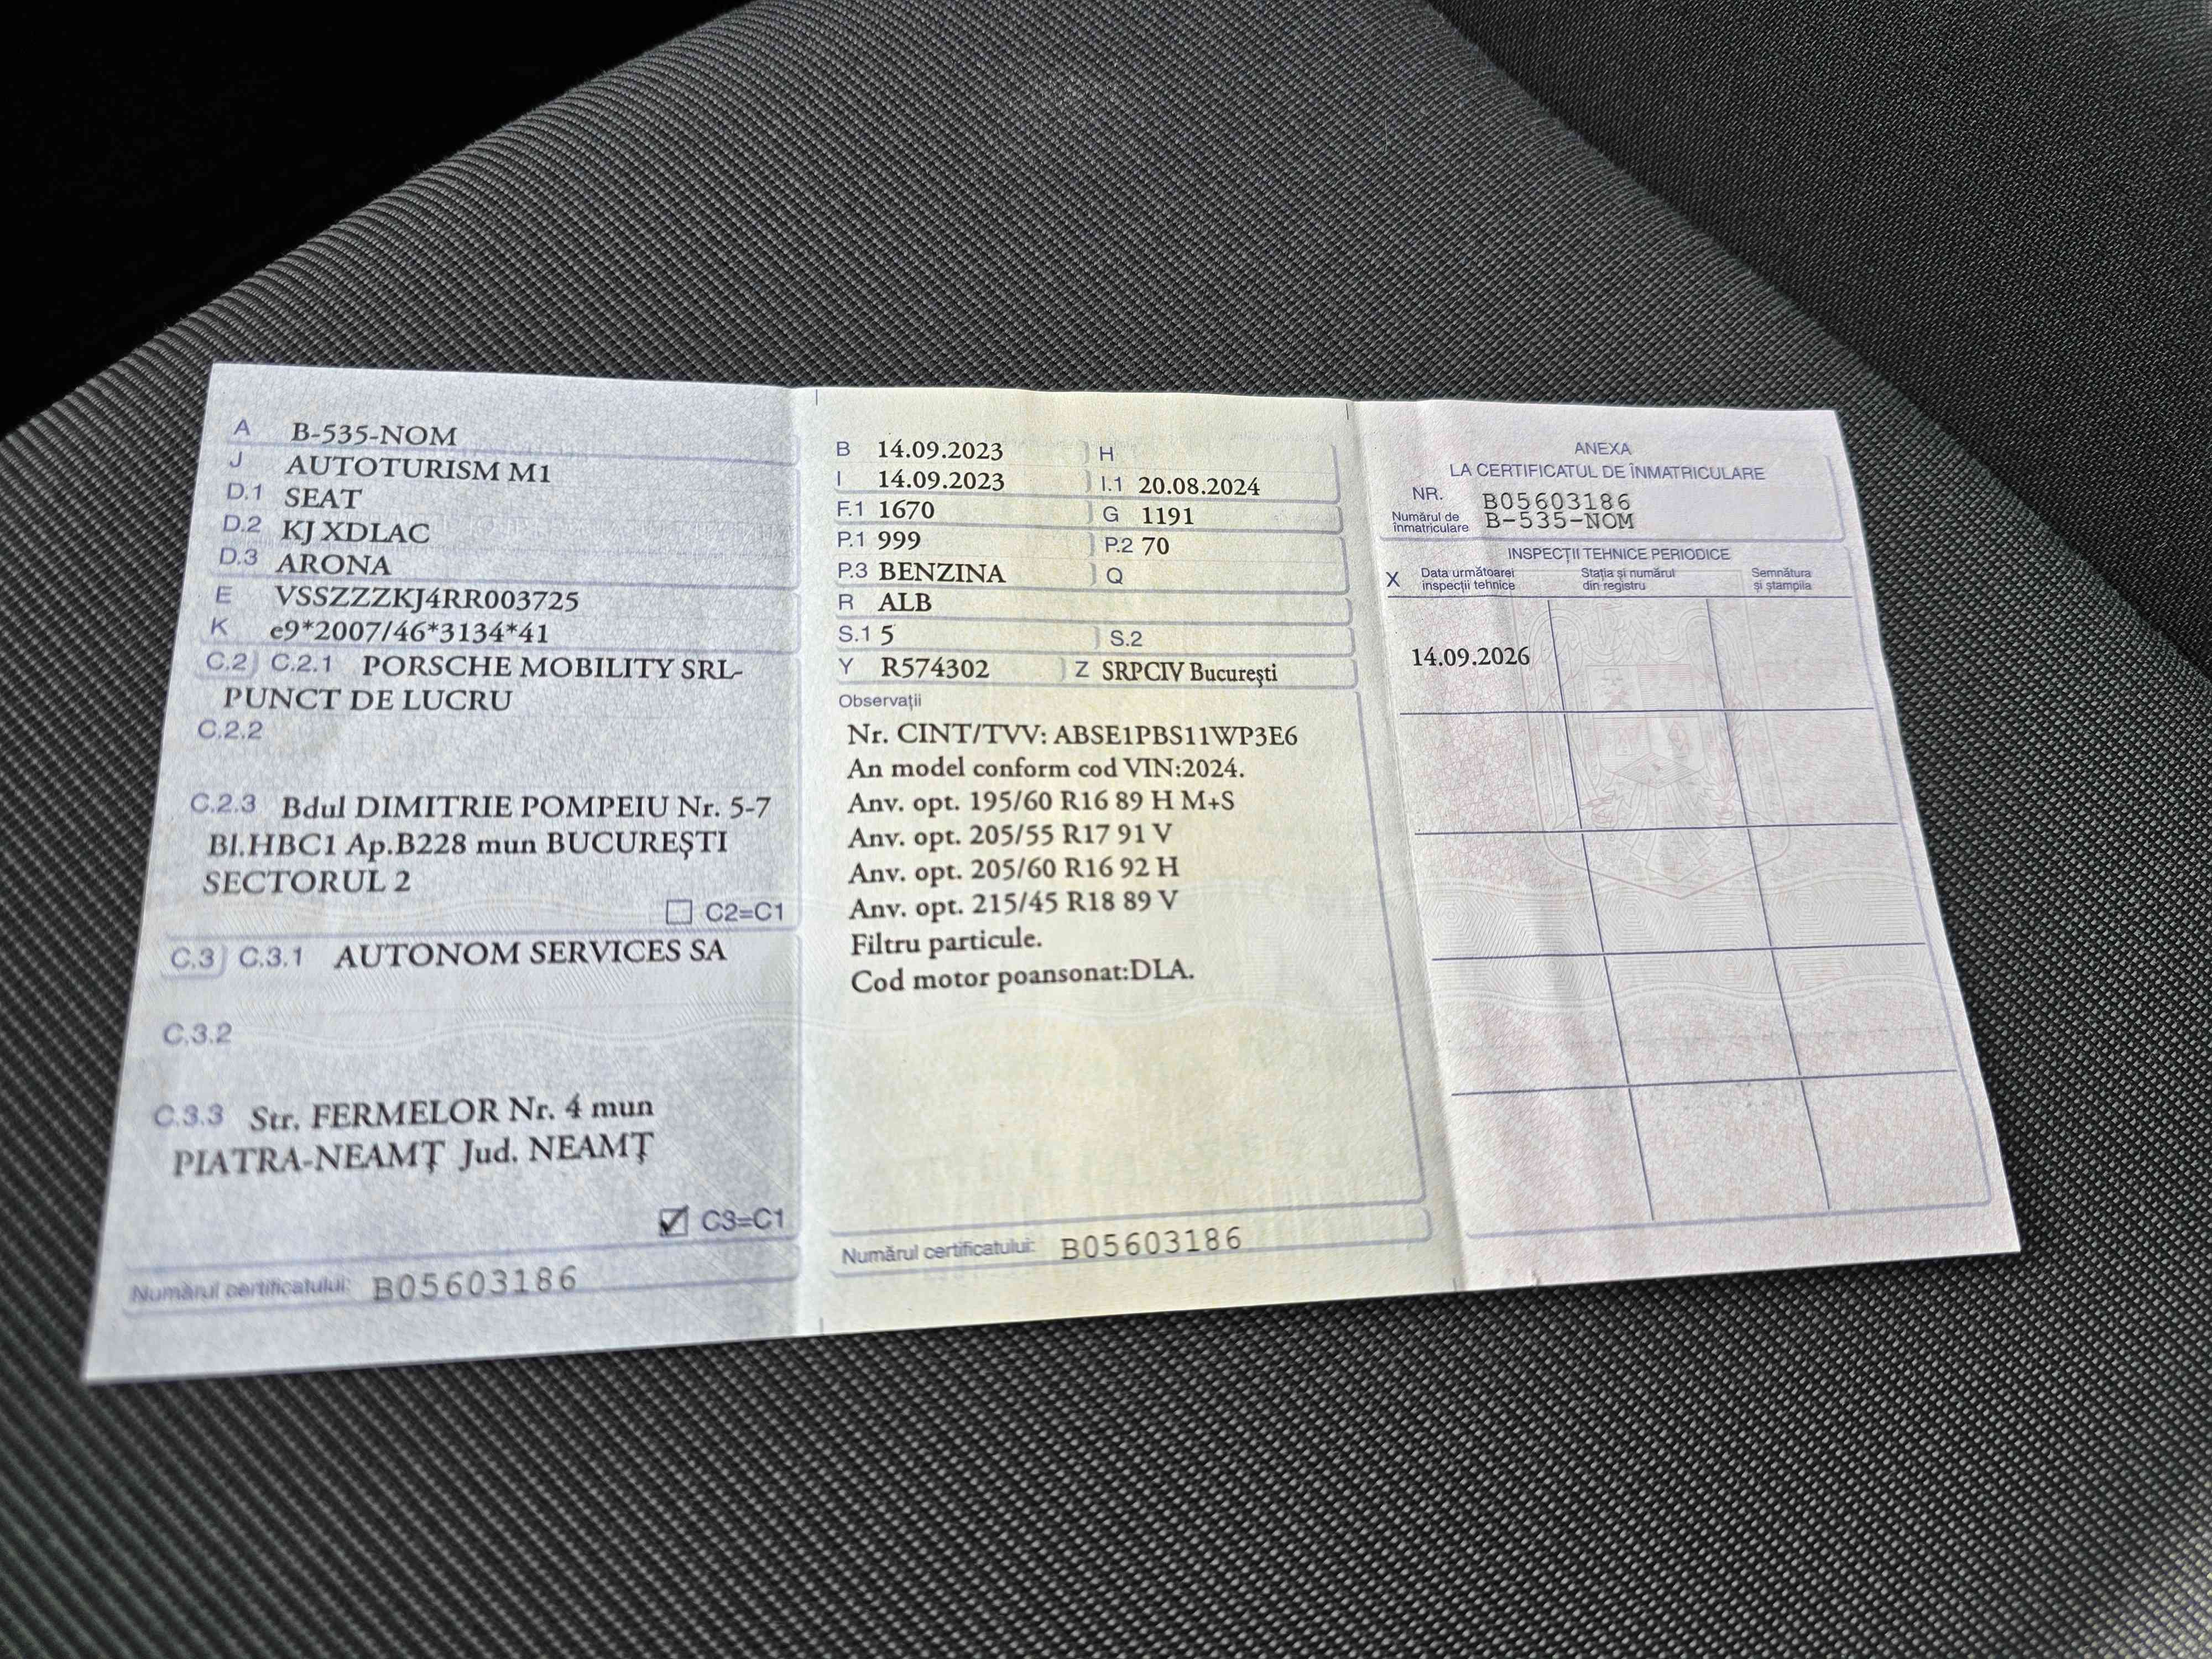 A B-535-NOM
J AUTOTURISM M1
D.1 SEAT
D.2 KJ XDLAC
D.3 ARONA
E VSSZZZKJ4RR003725
K e9*2007/46*3134*41
C.2 C.2.1 PORSCHE MOBILITY SRL-
PUNCT DE LUCRU
C.2.2
C.2.3 Bdul DIMITRIE POMPEIU Nr. 5-7
Bl.HBC1 Ap.B228 mun BUCUREŞTI
SECTORUL 2
C2=C1
C.3 C.3.1 AUTONOM SERVICES SA
C.3.2
C.3.3 Str. FERMELOR Nr. 4 mun
PIATRA-NEAMŢ Jud. NEAMŢ
C3=C1
Numărul certificatului: B05603186
B 14.09.2023 H
I 14.09.2023 I.1 20.08.2024
F.1 1670 G 1191
P.1 999 P.2 70
P.3 BENZINA Q
R ALB
S.1 5 S.2
Y R574302 Z SRPCIV Bucureşti
Observații
Nr. CINT/TVV: ABSE1PBS11WP3E6
An model conform cod VIN:2024.
Anv. opt. 195/60 R16 89 H M+S
Anv. opt. 205/55 R17 91 V
Anv. opt. 205/60 R16 92 H
Anv. opt. 215/45 R18 89 V
Filtru particule.
Cod motor poansonat:DLA.
Numărul certificatului: B05603186
ANEXA
LA CERTIFICATUL DE ÎNMATRICULARE
NR. B05603186
Numărul de înmatriculare B-535-NOM
INSPECȚII TEHNICE PERIODICE
X Data următoarei Stația și numărul Semnătura
inspecții tehnice din registru și ștampila
14.09.2026